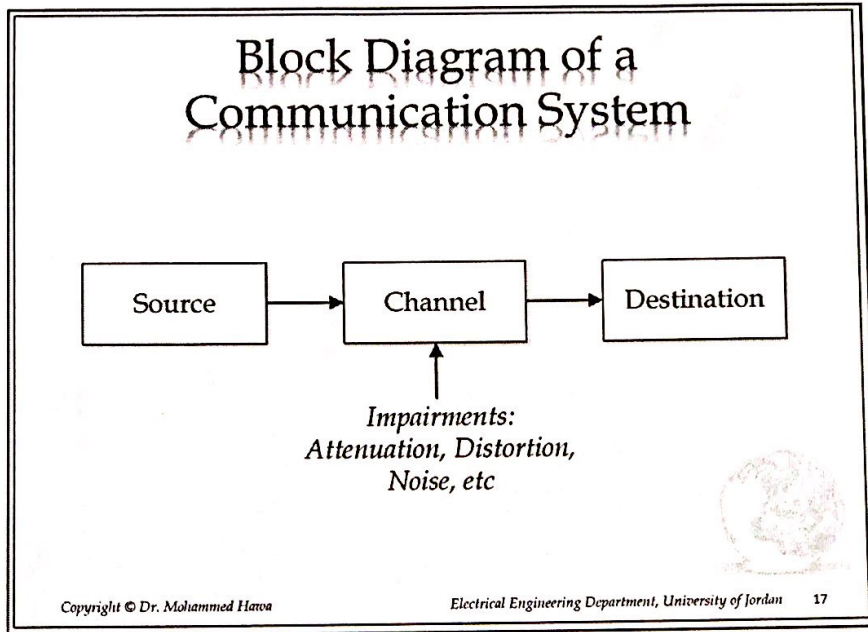 Block Diagram of a
Communication System
Source
Channel
Destination
Impairments:
Attenuation, Distortion,
Noise, etc
Copyright © Dr. Mohammed Hawa
Electrical Engineering Department, University of Jordan
17